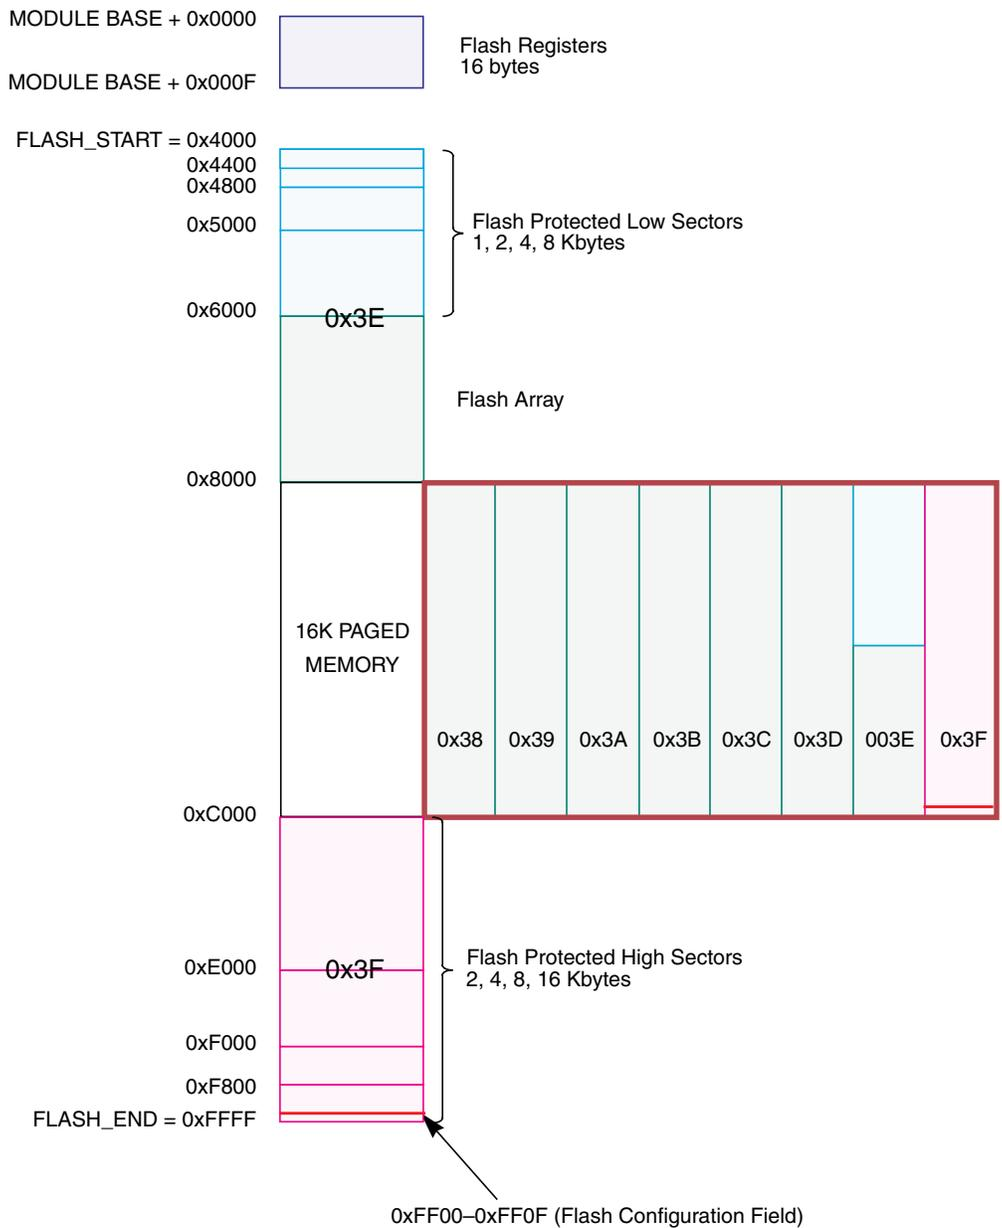 MODULE BASE + 0x0000
Flash Registers
16 bytes
MODULE BASE + 0x000F
FLASH_START = 0x4000
0x4400
0x4800
0x5000
Flash Protected Low Sectors
1, 2, 4, 8 Kbytes
0x6000
0x3E
Flash Array
0x8000
16K PAGED
MEMORY
0x38
0x39
0x3A
0x3B
0x3C
0x3D
003E
0x3F
0xC000
Flash Protected High Sectors
2, 4, 8, 16 Kbytes
0xE000
0x3F
0xF000
0xF800
FLASH_END = 0xFFFF
0xFF00–0xFF0F (Flash Configuration Field)